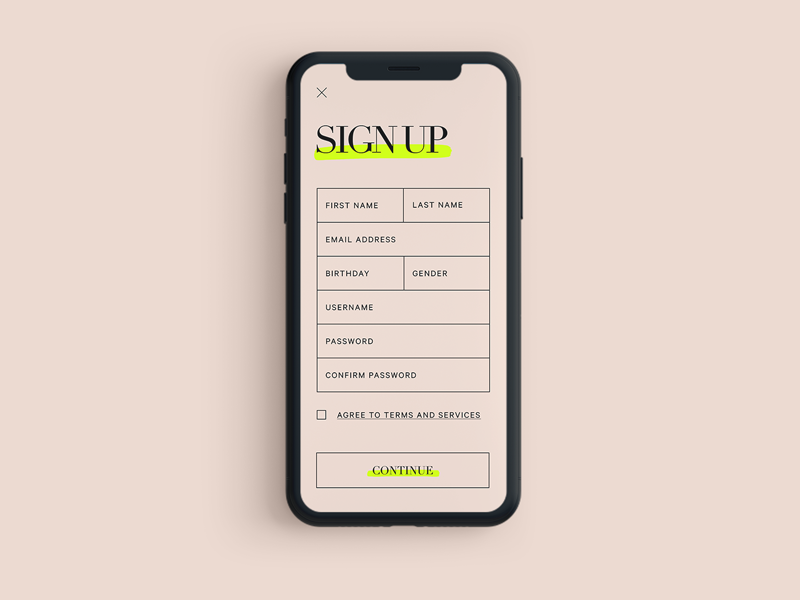 SIGN UP
FIRST NAME LAST NAME
EMAIL ADDRESS
BIRTHDAY GENDER
USERNAME
PASSWORD
CONFIRM PASSWORD
AGREE TO TERMS AND SERVICES
CONTINUE